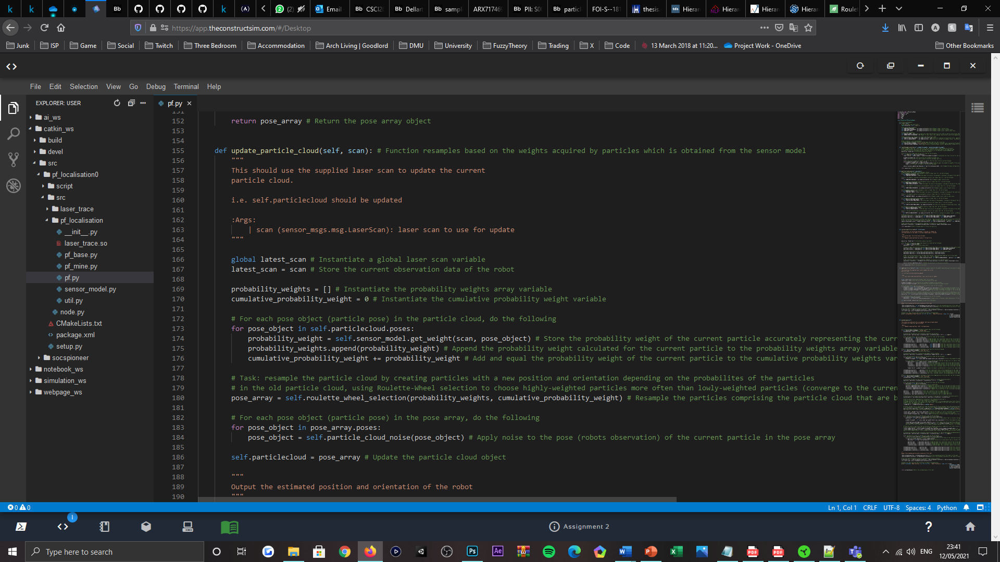 k
k
Bb
k
(2)
Email
Bb CSCI2
Bb Dellart
Bb sampl
ARX71746
Bb PII: S0
Bb particl
FOI-S--181
thesis.
tds Hierar
NLP Hierar
Hierar
Hierar
Roulet
https://app.theconstructsim.com/#/Desktop
Junk
ISP
Game
Social
Twitch
Three Bedroom
Accommodation
Arch Living | Goodlord
DMU
University
FuzzyTheory
Trading
X
Code
13 March 2018 at 11:20...
Project Work - OneDrive
Other Bookmarks
File Edit Selection View Go Debug Terminal Help
EXPLORER: USER
pf.py
ai_ws
catkin_ws
build
devel
src
pf_localisation0
script
src
laser_trace
pf_localisation
__init__.py
laser_trace.so
pf_base.py
pf_mine.py
pf.py
sensor_model.py
util.py
node.py
CMakeLists.txt
package.xml
setup.py
socspioneer
notebook_ws
simulation_ws
webpage_ws
151
152 return pose_array # Return the pose array object
153
154
155 def update_particle_cloud(self, scan): # Function resamples based on the weights acquired by particles which is obtained from the sensor model
156 """
157 This should use the supplied laser scan to update the current
158 particle cloud.
159
160 i.e. self.particlecloud should be updated
161
162 :Args:
163 | scan (sensor_msgs.msg.LaserScan): laser scan to use for update
164 """
165
166 global latest_scan # Instantiate a global laser scan variable
167 latest_scan = scan # Store the current observation data of the robot
168
169 probability_weights = [] # Instantiate the probability weights array variable
170 cumulative_probability_weight = 0 # Instantiate the cumulative probability weight variable
171
172 # For each pose object (particle pose) in the particle cloud, do the following
173 for pose_object in self.particlecloud.poses:
174 probability_weight = self.sensor_model.get_weight(scan, pose_object) # Store the probability weight of the current particle accurately representing the curr
175 probability_weights.append(probability_weight) # Append the probability weight calculated for the current particle to the probability weights array variable
176 cumulative_probability_weight += probability_weight # Add and equal the probability weight of the current particle to the cumulative probability weights var
177
178 # Task: resample the particle cloud by creating particles with a new position and orientation depending on the probabilites of the particles
179 # in the old particle cloud, using Roulette-Wheel selection to choose highly-weighted particles more often than lowly-weighted particles (converge to the curren
180 pose_array = self.roulette_wheel_selection(probability_weights, cumulative_probability_weight) # Resample the particles comprising the particle cloud that are b
181
182 # For each pose object (particle pose) in the pose array, do the following
183 for pose_object in pose_array.poses:
184 pose_object = self.particle_cloud_noise(pose_object) # Apply noise to the pose (robots observation) of the current particle in the pose array
185
186 self.particlecloud = pose_array # Update the particle cloud object
187
188 """
189 Output the estimated position and orientation of the robot
190 """
0 0
Ln 1, Col 1 CRLF UTF-8 Spaces: 4 Python
1
Assignment 2
?
Type here to search
Ps
Ae
ENG
23:41
12/05/2021